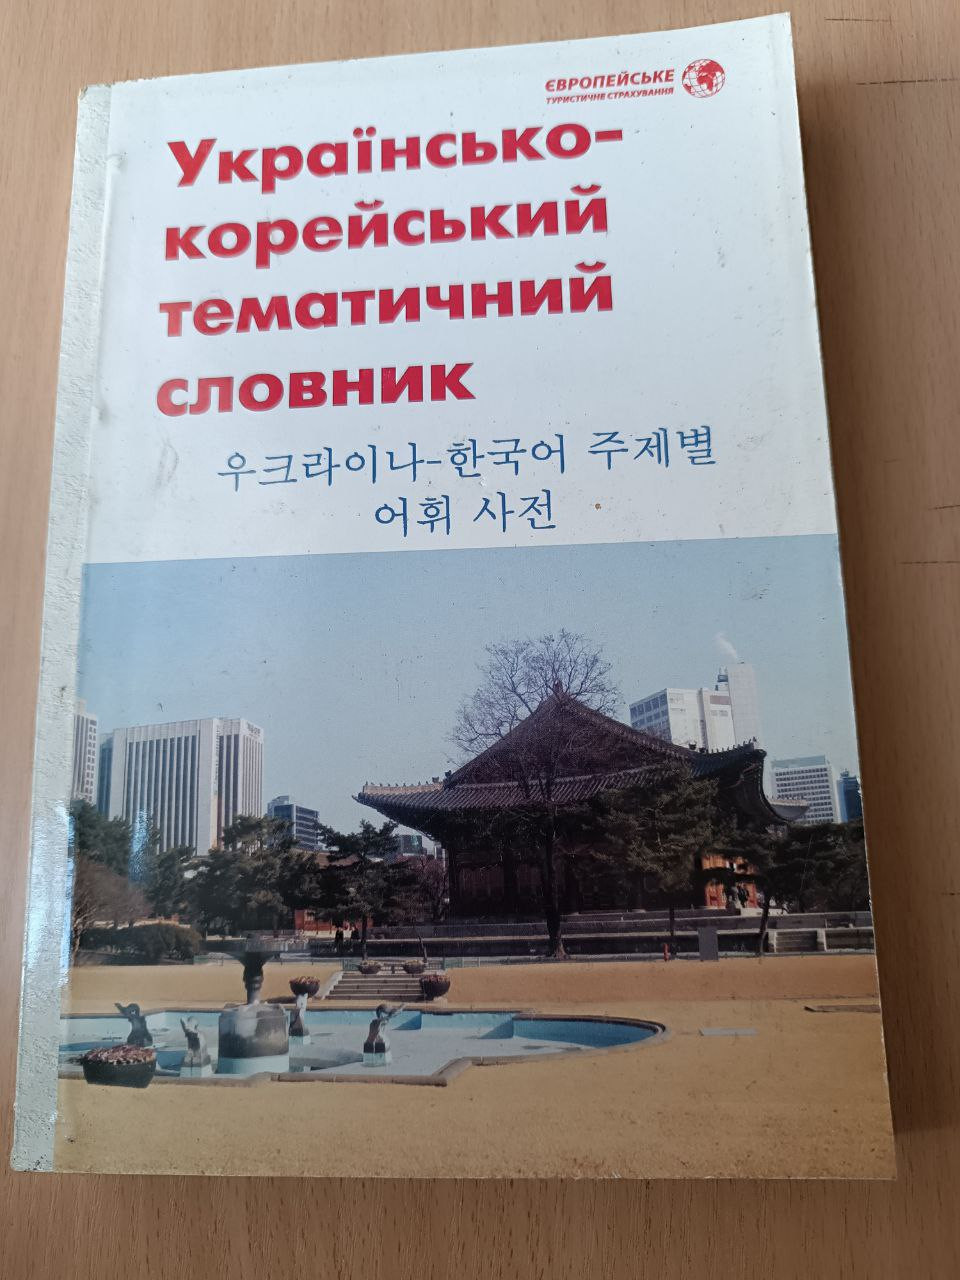 ЄВРОПЕЙСЬКЕ
ТУРИСТИЧНЕ СТРАХУВАННЯ
Українсько-
корейський
тематичний
словник
우크라이나-한국어 주제별
어휘 사전